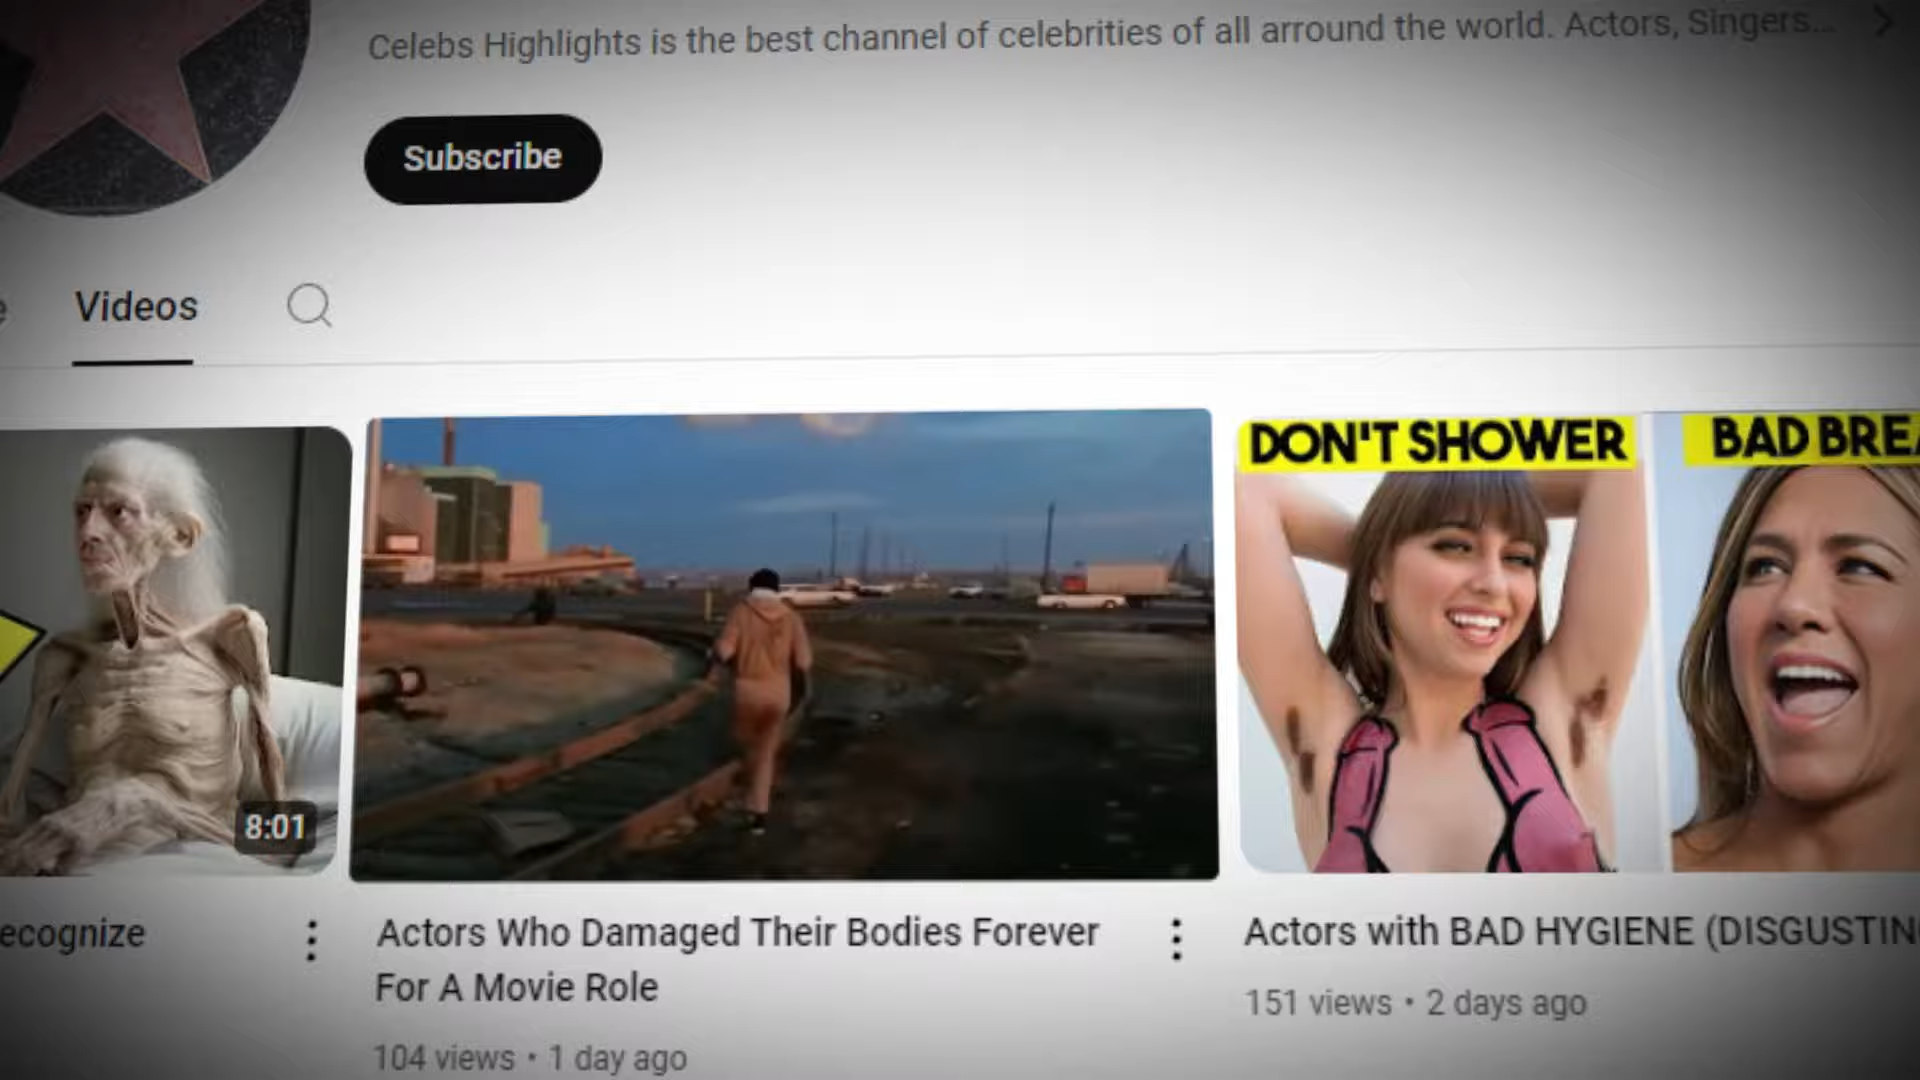 Celebs Highlights is the best channel of celebrities of all arround the world. Actors, Singers...
Subscribe
Videos
DON'T SHOWER
BAD BREA
8:01
ecognize
Actors Who Damaged Their Bodies Forever
For A Movie Role
104 views • 1 day ago
Actors with BAD HYGIENE (DISGUSTIN
151 views • 2 days ago